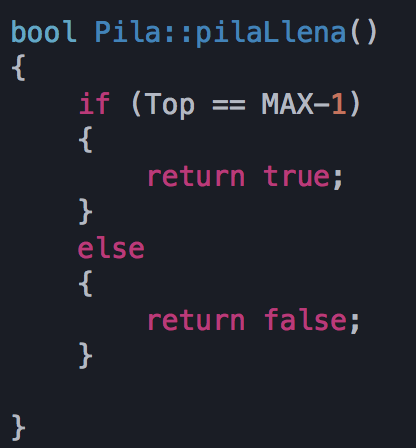 bool Pila::pilaLlena()
{
    if (Top == MAX-1)
    {
        return true;
    }
    else
    {
        return false;
    }
}